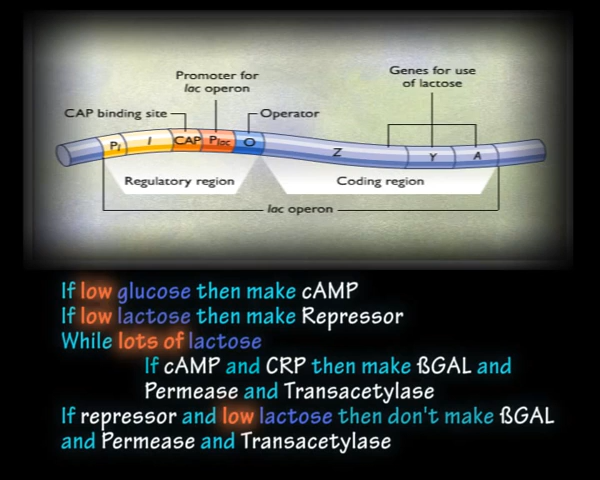 Promoter for
lac operon
Genes for use
of lactose
CAP binding site
Operator
PI I CAP Plac O Z Y A
Regulatory region
Coding region
lac operon
If low glucose then make cAMP
If low lactose then make Repressor
While lots of lactose
If cAMP and CRP then make ßGAL and
Permease and Transacetylase
If repressor and low lactose then don't make ßGAL
and Permease and Transacetylase